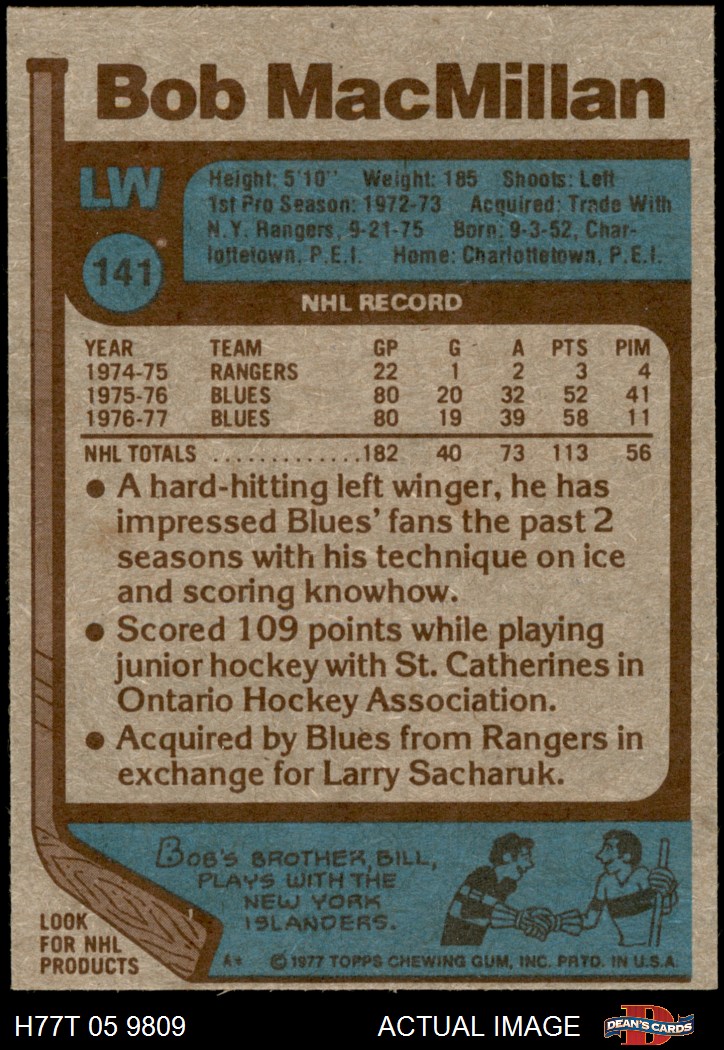 Bob MacMillan
LW
Height: 5'10" Weight: 185 Shoots: Left
1st Pro Season: 1972-73 Acquired: Trade With
N.Y. Rangers, 9-21-75 Born: 9-3-52, Char-
lottetown, P.E.I. Home: Charlottetown, P.E.I.
141
NHL RECORD
YEAR TEAM GP G A PTS PIM
1974-75 RANGERS 22 1 2 3 4
1975-76 BLUES 80 20 32 52 41
1976-77 BLUES 80 19 39 58 11
NHL TOTALS .............182 40 73 113 56
● A hard-hitting left winger, he has
impressed Blues' fans the past 2
seasons with his technique on ice
and scoring knowhow.
● Scored 109 points while playing
junior hockey with St. Catherines in
Ontario Hockey Association.
● Acquired by Blues from Rangers in
exchange for Larry Sacharuk.
BOB'S BROTHER, BILL,
PLAYS WITH THE
NEW YORK
ISLANDERS.
LOOK
FOR NHL
PRODUCTS
A* ©1977 TOPPS CHEWING GUM, INC. PRTD. IN U.S.A.
H77T 05 9809 ACTUAL IMAGE
D
DEAN'S CARDS